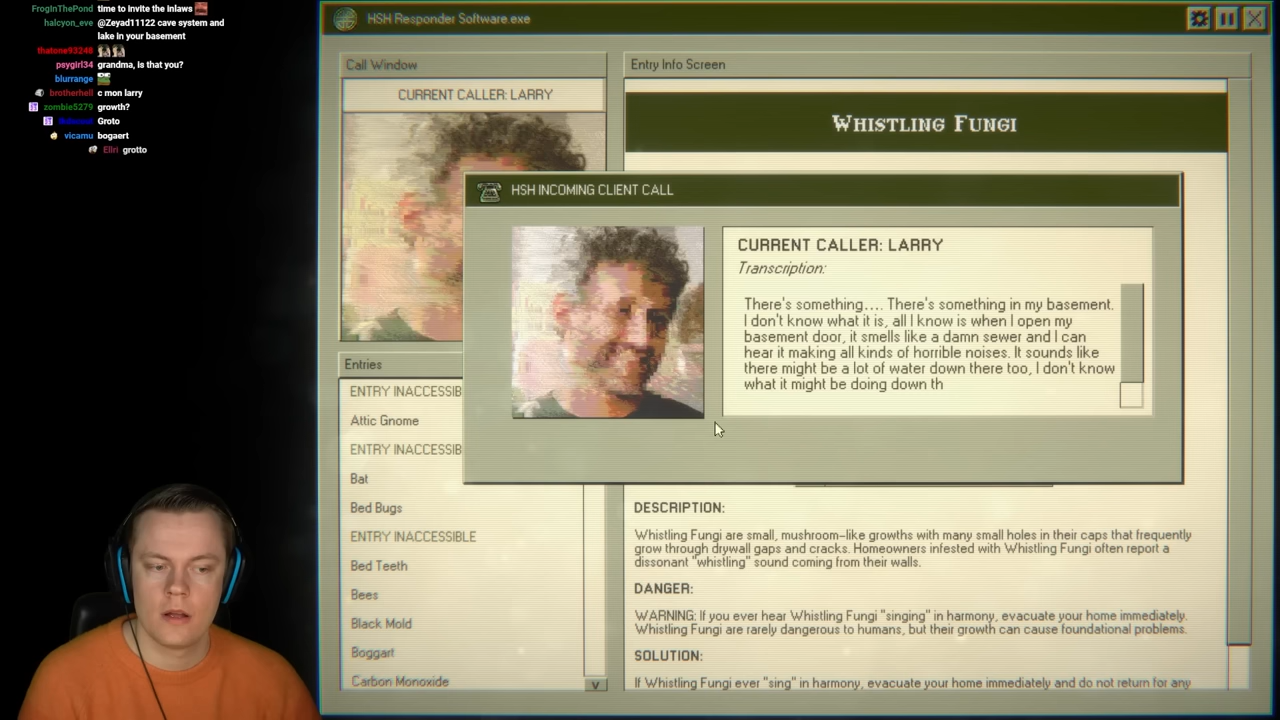 FrogInThePond time to invite the inlaws
halcyon_eve @Zeyad11122 cave system and
lake in your basement
thatone93246
psygirl34 grandma, is that you?
blurrange
brotherhell c mon larry
zombie5279 growth?
Groto
vicamu bogaert
Eliri grotto
HSH Responder Software.exe
Call Window
CURRENT CALLER: LARRY
Entries
ENTRY INACCESSIB
Attic Gnome
ENTRY INACCESSIB
Bat
Bed Bugs
ENTRY INACCESSIBLE
Bed Teeth
Bees
Black Mold
Boggart
Carbon Monoxide
V
Entry Info Screen
Whistling Fungi
HSH INCOMING CLIENT CALL
CURRENT CALLER: LARRY
Transcription:
There's something.... There's something in my basement.
I don't know what it is, all I know is when I open my
basement door, it smells like a damn sewer and I can
hear it making all kinds of horrible noises. It sounds like
there might be a lot of water down there too, I don't know
what it might be doing down th
DESCRIPTION:
Whistling Fungi are small, mushroom-like growths with many small holes in their caps that frequently
grow through drywall gaps and cracks. Homeowners infested with Whistling Fungi often report a
dissonant "whistling" sound coming from their walls.
DANGER:
WARNING: If you ever hear Whistling Fungi "singing" in harmony, evacuate your home immediately.
Whistling Fungi are rarely dangerous to humans, but their growth can cause foundational problems.
SOLUTION:
If Whistling Fungi ever "sing" in harmony, evacuate your home immediately and do not return for any